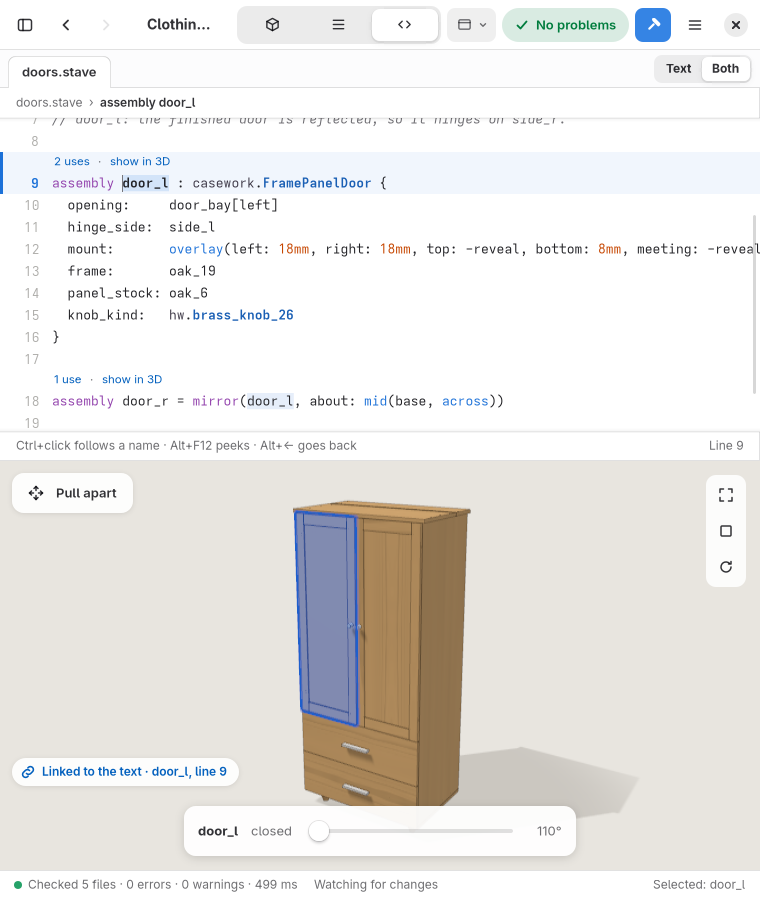 Clothin…
No problems
doors.stave
Text
Both
doors.stave › assembly door_l
7 // door_l: the finished door is reflected, so it hinges on side_r.
8
2 uses · show in 3D
9 assembly door_l : casework.FramePanelDoor {
10 opening: door_bay[left]
11 hinge_side: side_l
12 mount: overlay(left: 18mm, right: 18mm, top: -reveal, bottom: 8mm, meeting: -reveal
13 frame: oak_19
14 panel_stock: oak_6
15 knob_kind: hw.brass_knob_26
16 }
17
1 use · show in 3D
18 assembly door_r = mirror(door_l, about: mid(base, across))
19
Ctrl+click follows a name · Alt+F12 peeks · Alt+← goes back
Line 9
Pull apart
Linked to the text · door_l, line 9
door_l closed 110°
Checked 5 files · 0 errors · 0 warnings · 499 ms
Watching for changes
Selected: door_l